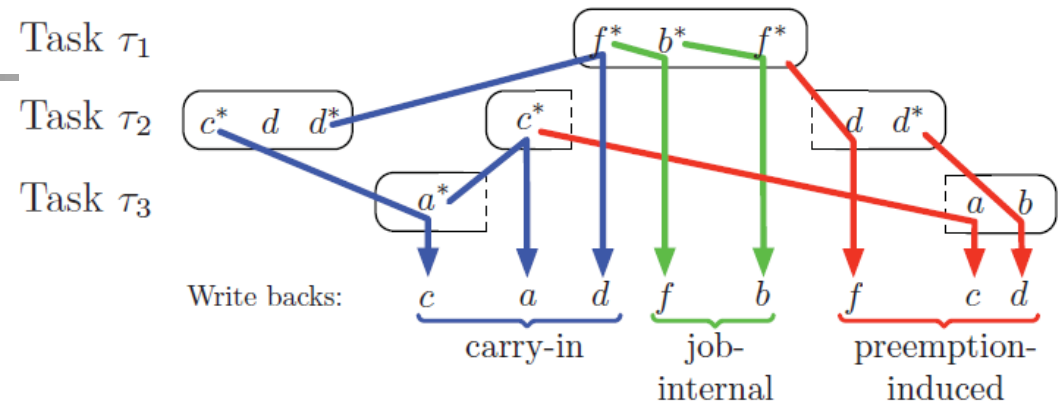 Task τ1 f* b* f*
Task τ2 c* d d* c* d d*
Task τ3 a* a b
Write backs: c a d f b f c d
carry-in job- preemption-
internal induced